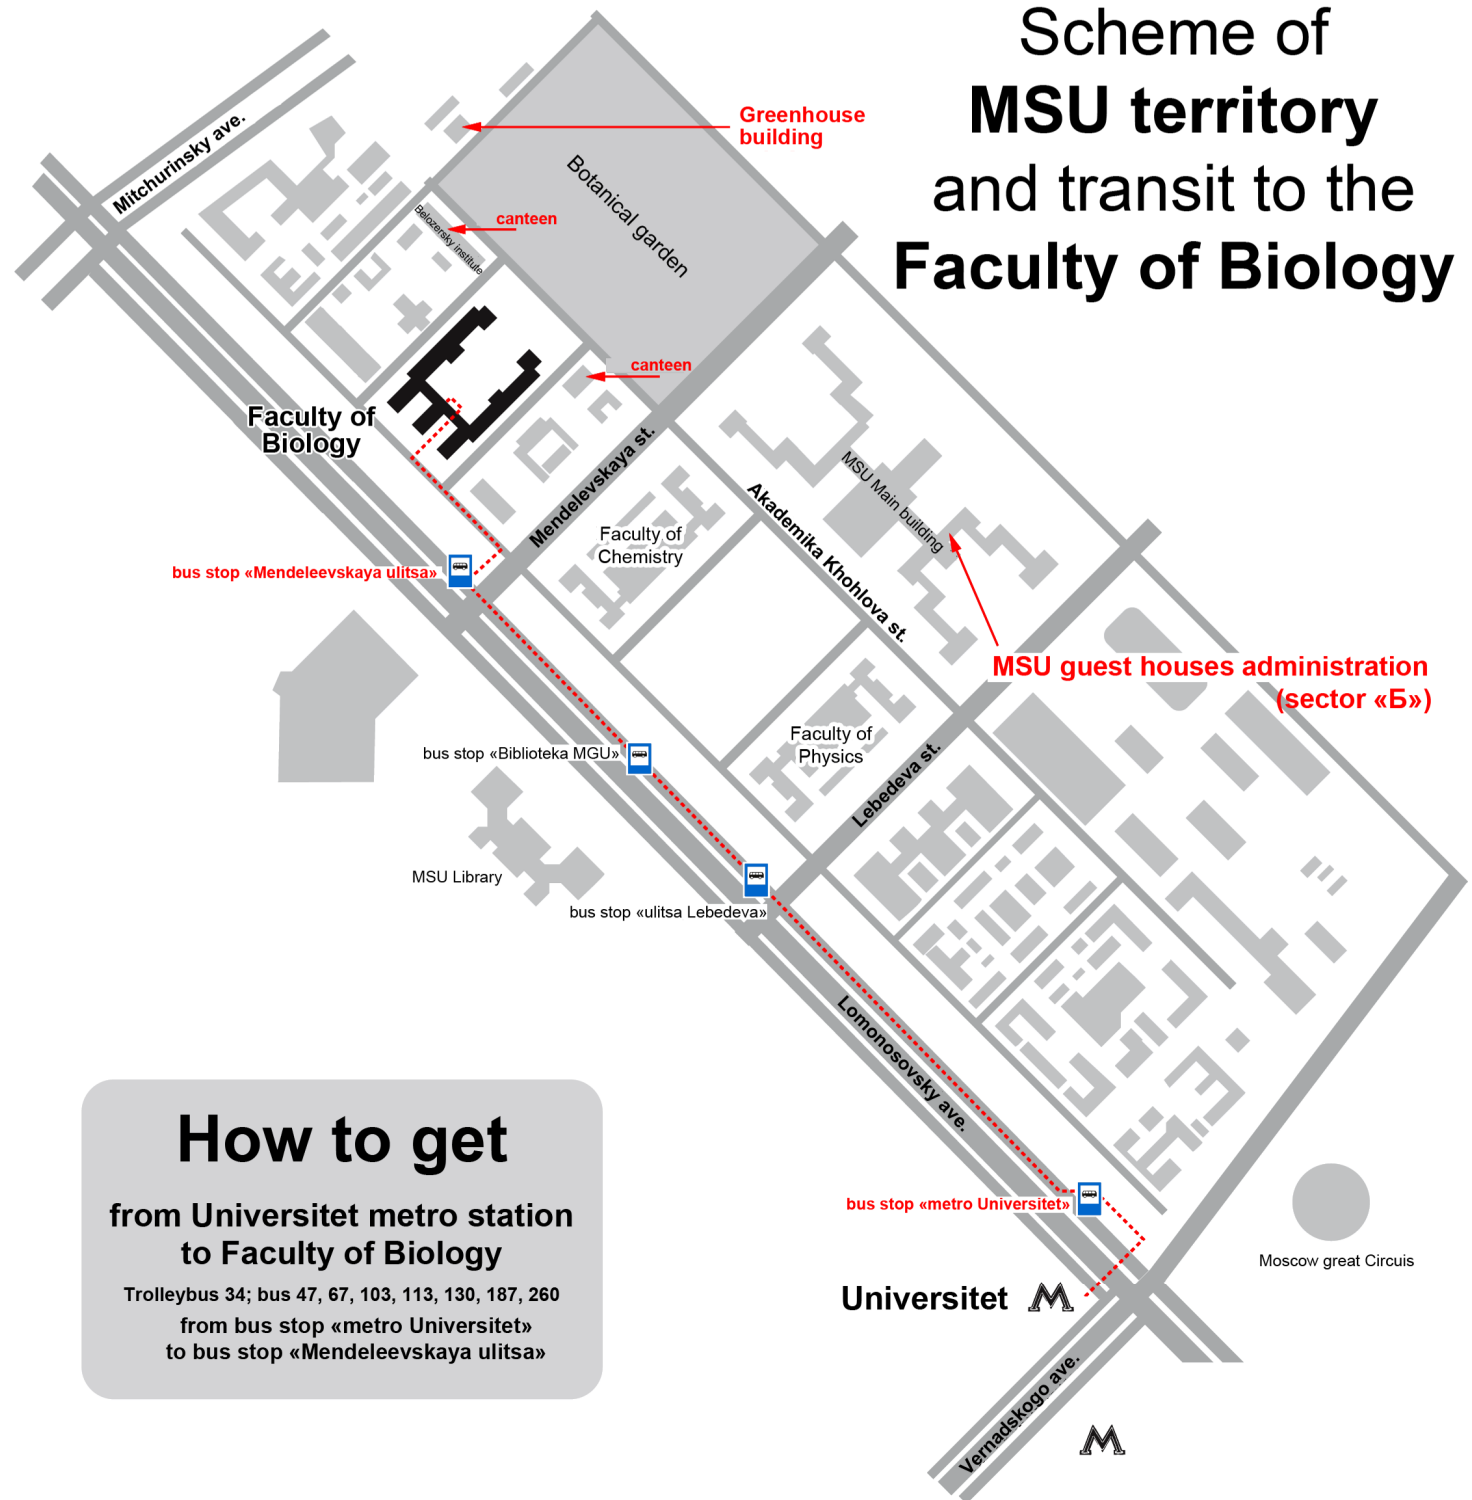 Scheme of
MSU territory
and transit to the
Faculty of Biology
Mitchurinsky ave.
Greenhouse
building
Botanical garden
canteen
Belozersky institute
canteen
Faculty of
Biology
Mendelevskaya st.
MSU Main building
Akademika Khohlova st.
Faculty of
Chemistry
bus stop «Mendeleevskaya ulitsa»
MSU guest houses administration
(sector «Б»)
Faculty of
Physics
Lebedeva st.
bus stop «Biblioteka MGU»
MSU Library
bus stop «ulitsa Lebedeva»
Lomonosovsky ave.
bus stop «metro Universitet»
Moscow great Circuis
Universitet
Vernadskogo ave.
How to get
from Universitet metro station
to Faculty of Biology
Trolleybus 34; bus 47, 67, 103, 113, 130, 187, 260
from bus stop «metro Universitet»
to bus stop «Mendeleevskaya ulitsa»